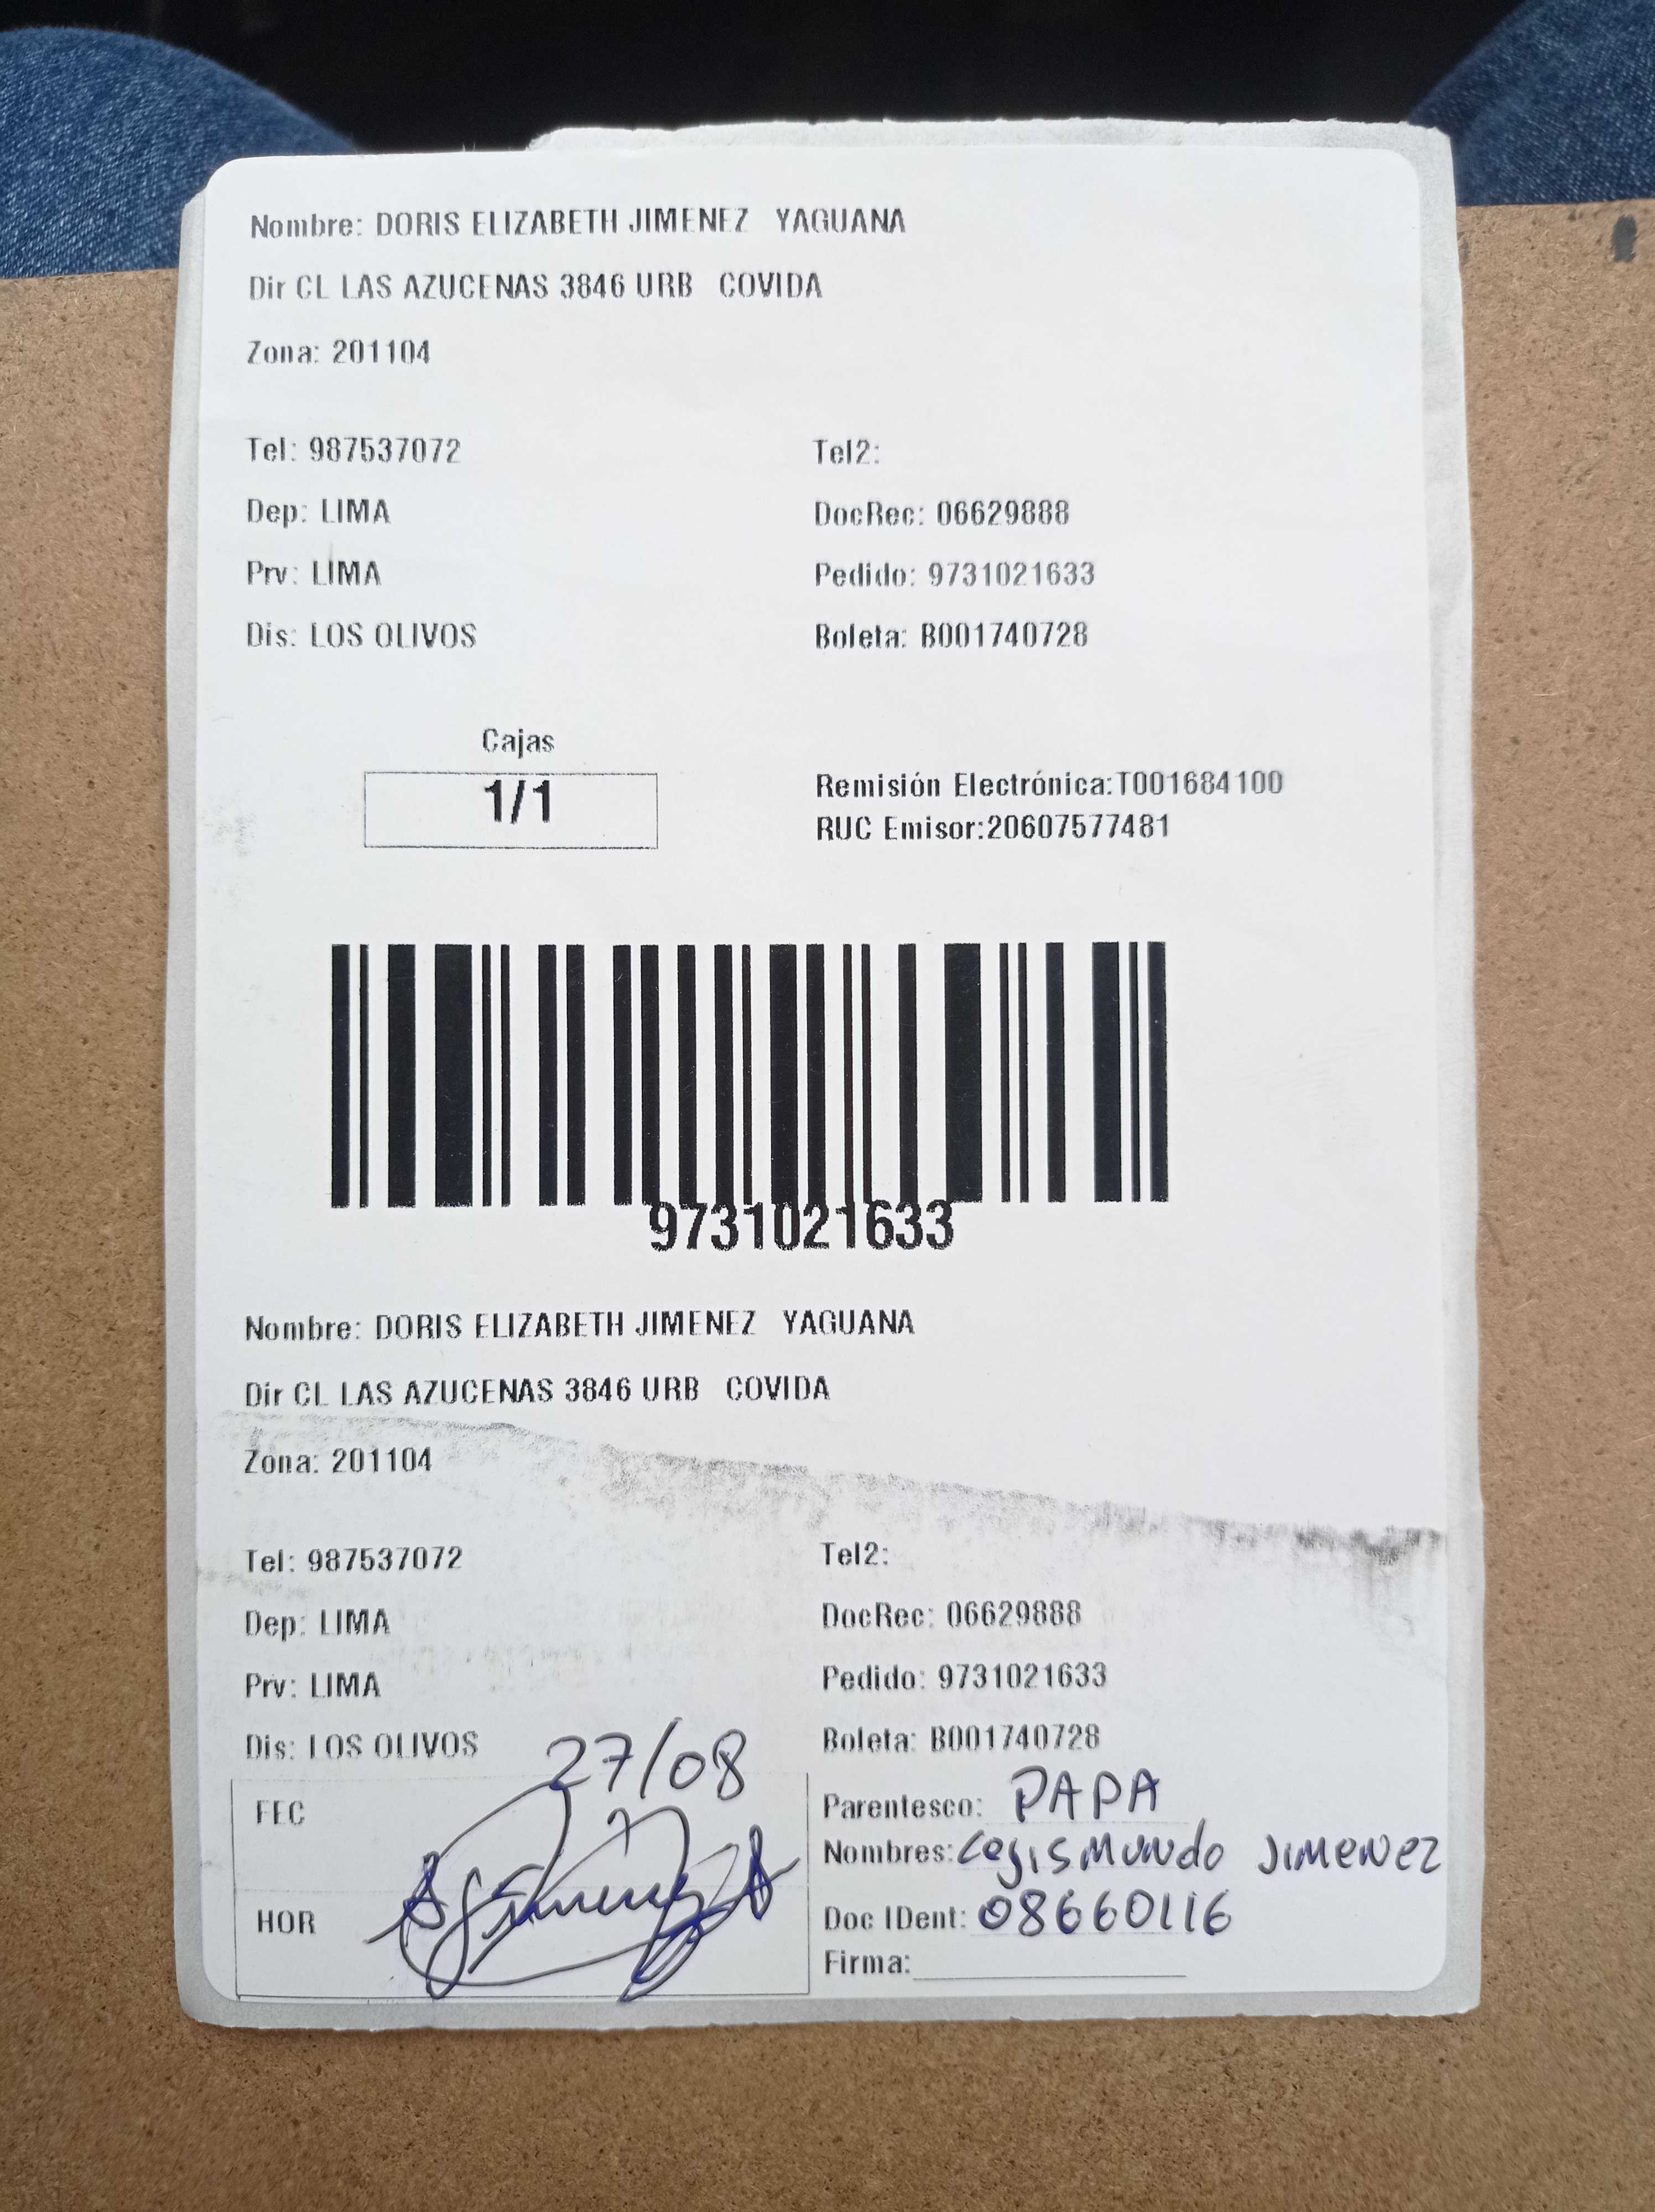 Nombre: DORIS ELIZABETH JIMENEZ YAGUANA
Dir CL LAS AZUCENAS 3846 URB COVIDA
Zona: 201104
Tel: 987537072 Tel2:
Dep: LIMA DocRec: 06629888
Prv: LIMA Pedido: 9731021633
Dis: LOS OLIVOS Boleta: B001740728
Cajas
1/1
Remisión Electrónica:T001684100
RUC Emisor:20607577481
9731021633
Nombre: DORIS ELIZABETH JIMENEZ YAGUANA
Dir CL LAS AZUCENAS 3846 URB COVIDA
Zona: 201104
Tel: 987537072 Tel2:
Dep: LIMA DocRec: 06629888
Prv: LIMA Pedido: 9731021633
Dis: LOS OLIVOS Boleta: B001740728
FEC 27/08 Parentesco: PAPA
Nombres: JIMENEZ
HOR Doc IDent: 08660116
Firma: